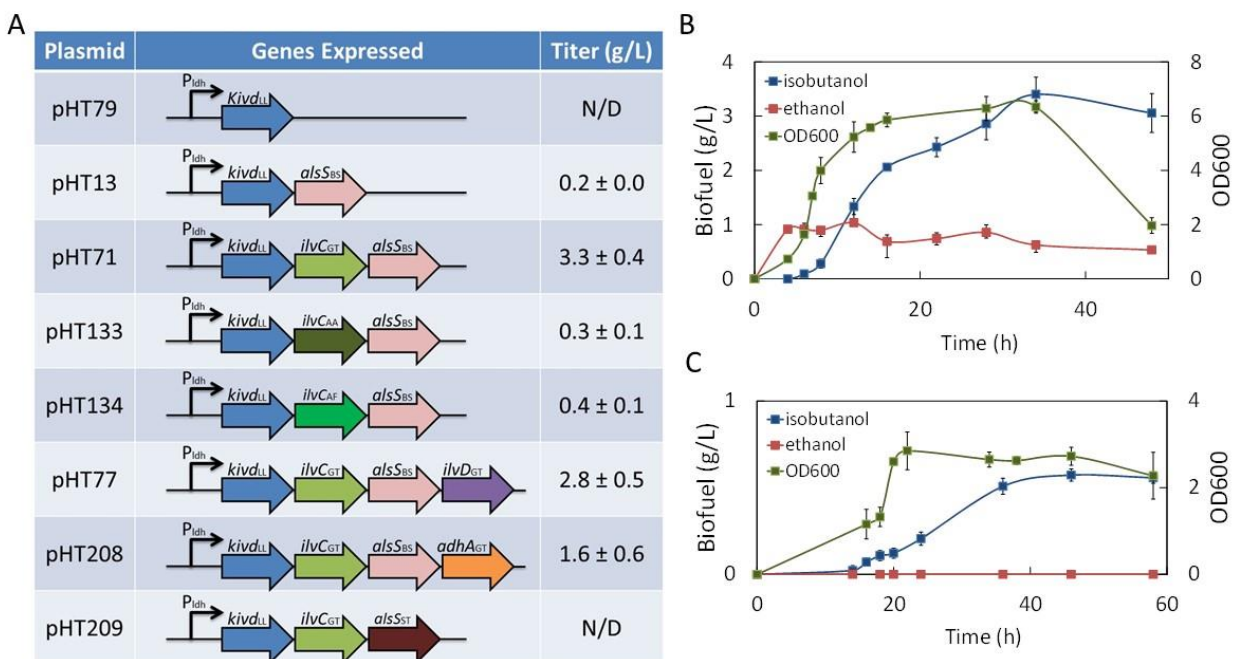 A
Plasmid Genes Expressed Titer (g/L)
pHT79 Pldh KivdLL N/D
pHT13 Pldh kivdLL alsSBS 0.2 ± 0.0
pHT71 Pldh kivdLL ilvCGT alsSBS 3.3 ± 0.4
pHT133 Pldh kivdLL ilvCAA alsSBS 0.3 ± 0.1
pHT134 Pldh kivdLL ilvCAF alsSBS 0.4 ± 0.1
pHT77 Pldh kivdLL ilvCGT alsSBS ilvDGT 2.8 ± 0.5
pHT208 Pldh kivdLL ilvCGT alsSBS adhAGT 1.6 ± 0.6
pHT209 Pldh kivdLL ilvCGT alsSST N/D
B
Biofuel (g/L)
4
3
2
1
0
isobutanol
ethanol
OD600
8
6
4
2
0
OD600
0 20 40
Time (h)
C
Biofuel (g/L)
1
0
isobutanol
ethanol
OD600
4
2
0
OD600
0 20 40 60
Time (h)